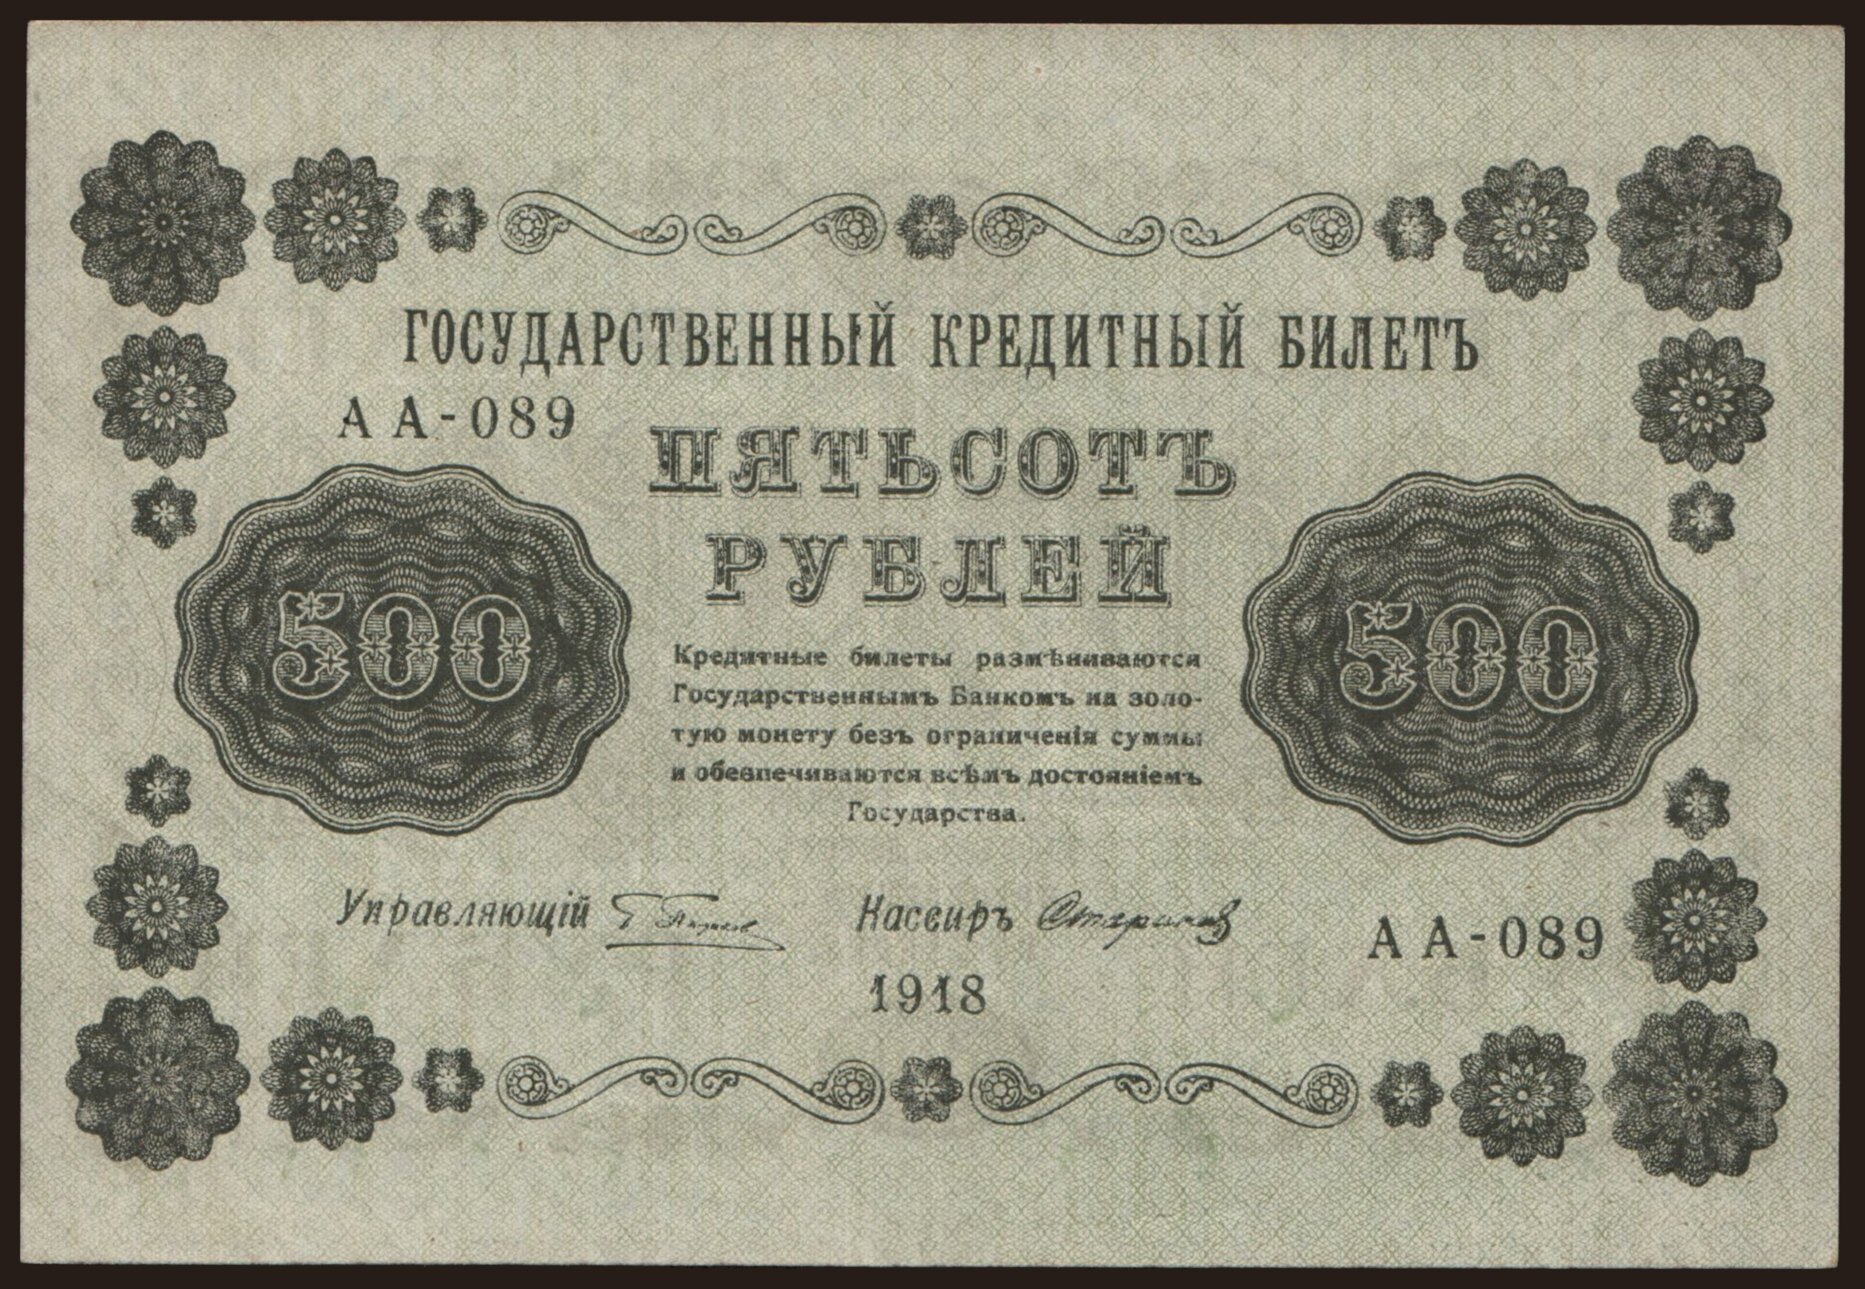 ГОСУДАРСТВЕННЫЙ КРЕДИТНЫЙ БИЛЕТЪ
АА-089
ПЯТЬСОТЪ
РУБЛЕЙ
500
500
Кредитные билеты размѣниваются
Государственнымъ Банкомъ на золо-
тую монету безъ ограниченія суммы
и обезпечиваются всѣмъ достояніемъ
Государства.
Управляющій
Кассиръ
АА-089
1918